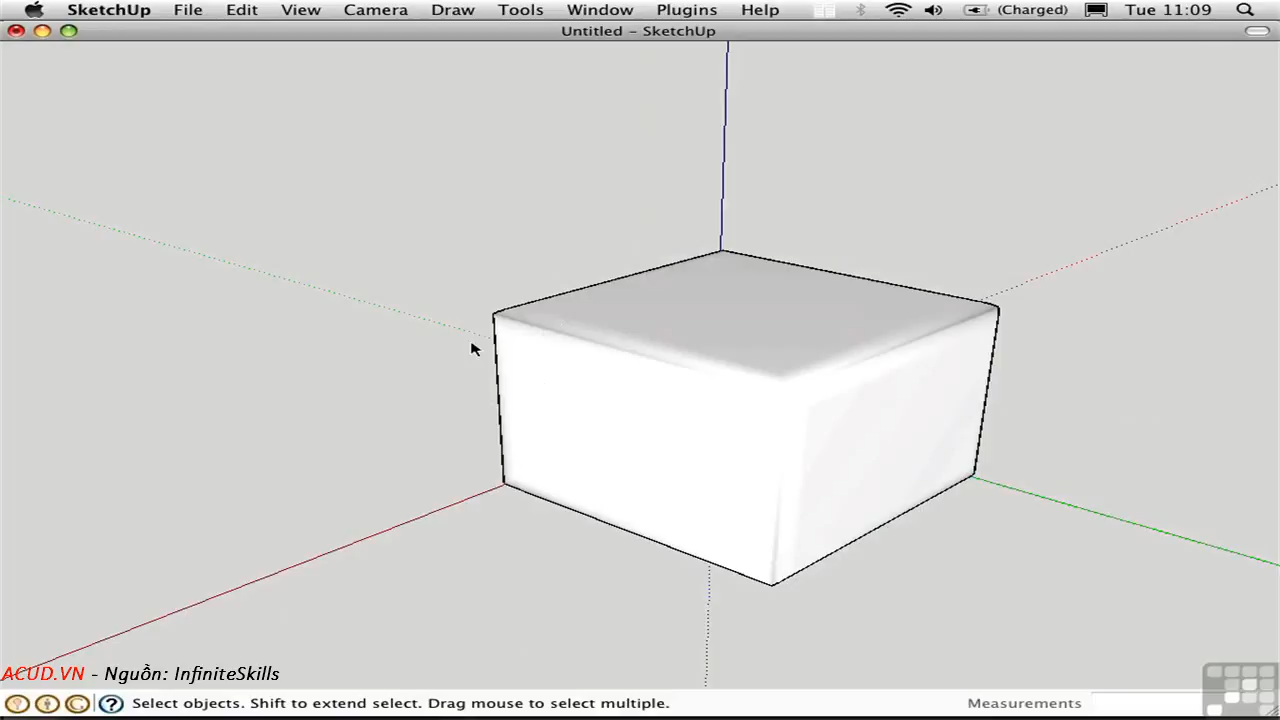 SketchUp File Edit View Camera Draw Tools Window Plugins Help (Charged) Tue 11:09
Untitled – SketchUp
ACUD.VN - Nguồn: InfiniteSkills
? Select objects. Shift to extend select. Drag mouse to select multiple. Measurements